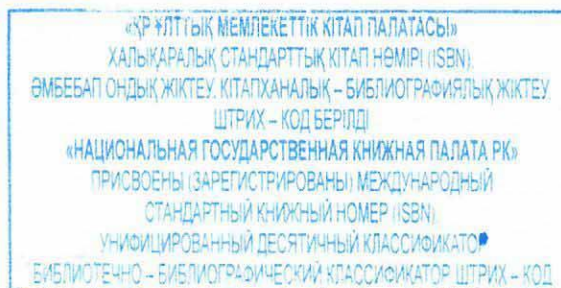 «ҚР ҰЛТТЫҚ МЕМЛЕКЕТТІК КІТАП ПАЛАТАСЫ»
ХАЛЫҚАРАЛЫҚ СТАНДАРТТЫҚ КІТАП НӨМІРІ (ISBN).
ӘМБЕБАП ОНДЫҚ ЖІКТЕУ. КІТАПХАНАЛЫҚ – БИБЛИОГРАФИЯЛЫҚ ЖІКТЕУ.
ШТРИХ – КОД БЕРІЛДІ
«НАЦИОНАЛЬНАЯ ГОСУДАРСТВЕННАЯ КНИЖНАЯ ПАЛАТА РК»
ПРИСВОЕНЫ (ЗАРЕГИСТРИРОВАНЫ) МЕЖДУНАРОДНЫЙ
СТАНДАРТНЫЙ КНИЖНЫЙ НОМЕР (ISBN).
УНИФИЦИРОВАННЫЙ ДЕСЯТИЧНЫЙ КЛАССИФИКАТО
БИБЛИОТЕЧНО – БИБЛИОГРАФИЧЕСКИЙ КЛАССИФИКАТОР ШТРИХ – КОД